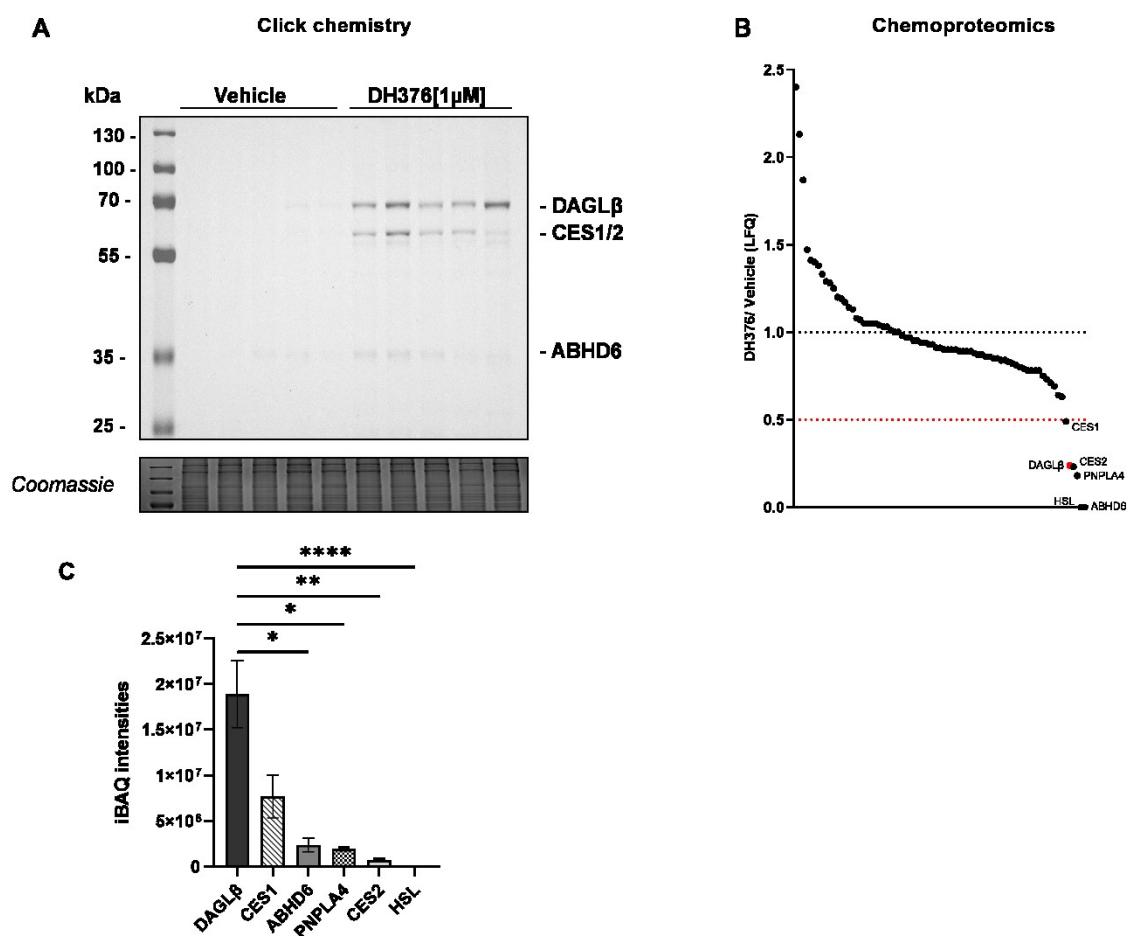 A
Click chemistry
kDa
Vehicle
DH376[1µM]
130 -
100 -
70 -
55 -
35 -
25 -
- DAGLβ
- CES1/2
- ABHD6
Coomassie
B
Chemoproteomics
DH376/ Vehicle (LFQ)
2.5
2.0
1.5
1.0
0.5
0.0
CES1
DAGLβ
CES2
PNPLA4
HSL
ABHD6
C
****
**
*
*
iBAQ intensities
2.5×10⁷
2×10⁷
1.5×10⁷
1×10⁷
5×10⁶
0
DAGLβ
CES1
ABHD6
PNPLA4
CES2
HSL